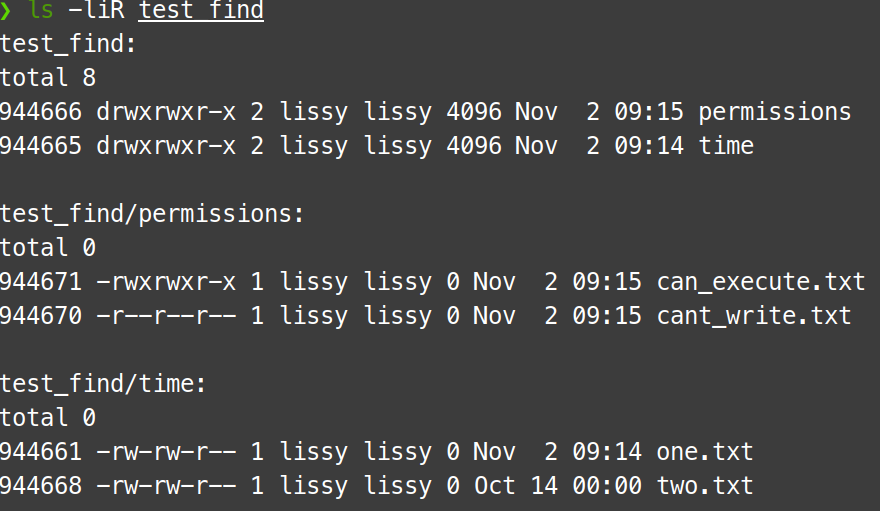 ❯ ls -liR test_find
test_find:
total 8
944666 drwxrwxr-x 2 lissy lissy 4096 Nov  2 09:15 permissions
944665 drwxrwxr-x 2 lissy lissy 4096 Nov  2 09:14 time

test_find/permissions:
total 0
944671 -rwxrwxr-x 1 lissy lissy 0 Nov  2 09:15 can_execute.txt
944670 -r--r--r-- 1 lissy lissy 0 Nov  2 09:15 cant_write.txt

test_find/time:
total 0
944661 -rw-rw-r-- 1 lissy lissy 0 Nov  2 09:14 one.txt
944668 -rw-rw-r-- 1 lissy lissy 0 Oct 14 00:00 two.txt